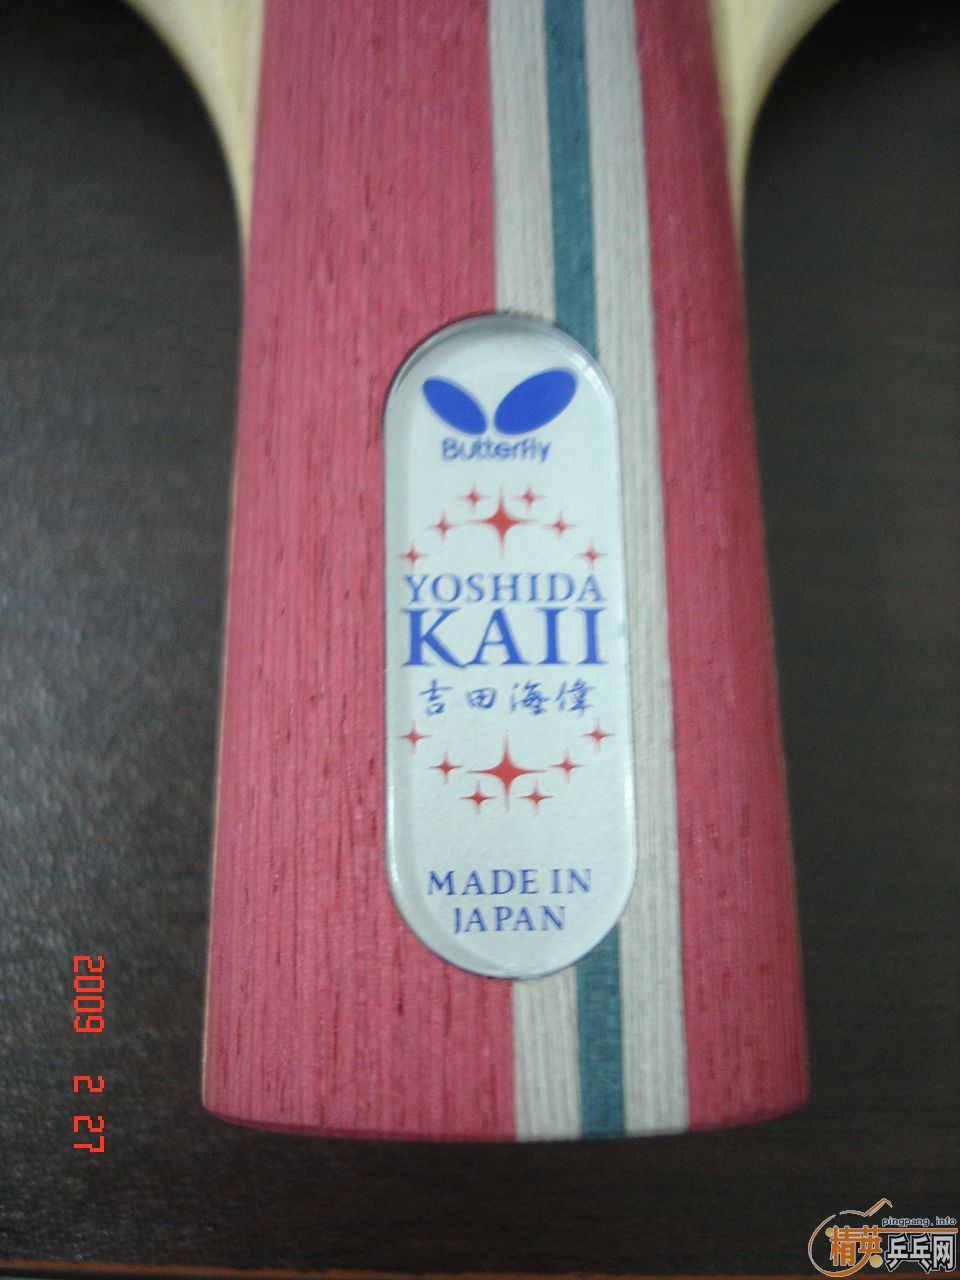 Butterfly
YOSHIDA
KAII
吉田海偉
MADE IN
JAPAN
2009 2 27
pingpang.info
精英乒乓网